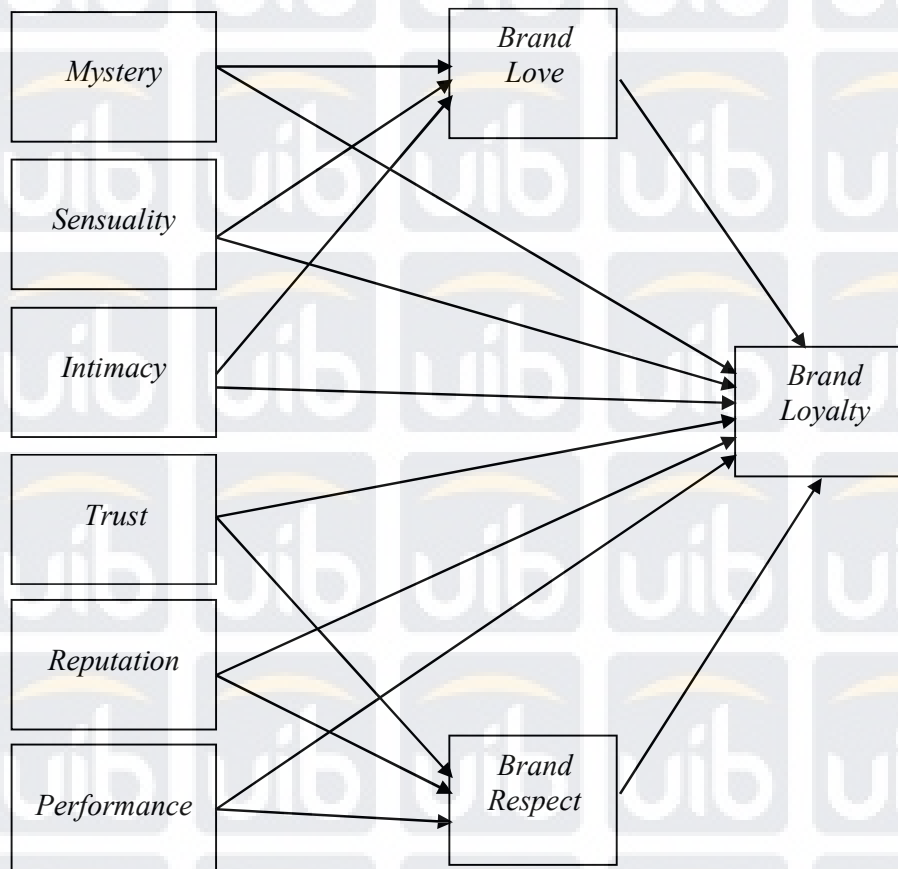 Mystery
Brand
Love
Sensuality
Intimacy
Brand
Loyalty
Trust
Reputation
Brand
Respect
Performance
uib